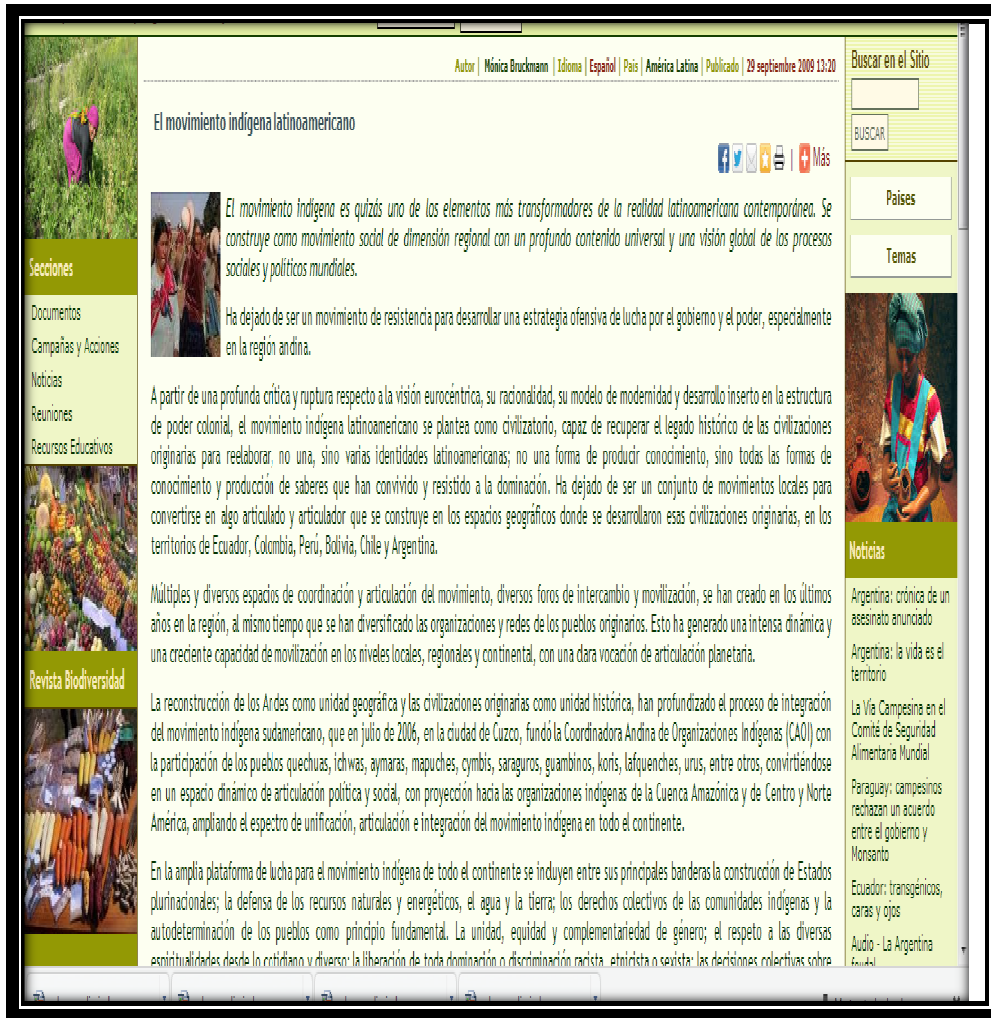 Autor | Mónica Bruckmann | Idioma | Español | Pais | América Latina | Publicado | 29 septiembre 2009 13:20
El movimiento indígena latinoamericano
| Más
El movimiento indígena es quizás uno de los elementos más transformadores de la realidad latinoamericana contemporánea. Se
construye como movimiento social de dimensión regional con un profundo contenido universal y una visión global de los procesos
sociales y políticos mundiales.
Ha dejado de ser un movimiento de resistencia para desarrollar una estrategia ofensiva de lucha por el gobierno y el poder, especialmente
en la región andina.
A partir de una profunda crítica y ruptura respecto a la visión eurocéntrica, su racionalidad, su modelo de modernidad y desarrollo inserto en la estructura
de poder colonial, el movimiento indígena latinoamericano se plantea como civilizatorio, capaz de recuperar el legado histórico de las civilizaciones
originarias para reelaborar, no una, sino varias identidades latinoamericanas; no una forma de producir conocimiento, sino todas las formas de
conocimiento y producción de saberes que han convivido y resistido a la dominación. Ha dejado de ser un conjunto de movimientos locales para
convertirse en algo articulado y articulador que se construye en los espacios geográficos donde se desarrollaron esas civilizaciones originarias, en los
territorios de Ecuador, Colombia, Perú, Bolivia, Chile y Argentina.
Múltiples y diversos espacios de coordinación y articulación del movimiento, diversos foros de intercambio y movilización, se han creado en los últimos
años en la región, al mismo tiempo que se han diversificado las organizaciones y redes de los pueblos originarios. Esto ha generado una intensa dinámica y
una creciente capacidad de movilización en los niveles locales, regionales y continental, con una clara vocación de articulación planetaria.
La reconstrucción de los Andes como unidad geográfica y las civilizaciones originarias como unidad histórica, han profundizado el proceso de integración
del movimiento indígena sudamericano, que en julio de 2006, en la ciudad de Cuzco, fundó la Coordinadora Andina de Organizaciones Indígenas (CAOI) con
la participación de los pueblos quechuas, ichwas, aymaras, mapuches, cymbis, saraguros, guambinos, koris, lafquenches, urus, entre otros, convirtiéndose
en un espacio dinámico de articulación política y social, con proyección hacia las organizaciones indígenas de la Cuenca Amazónica y de Centro y Norte
América, ampliando el espectro de unificación, articulación e integración del movimiento indígena en todo el continente.
En la amplia plataforma de lucha para el movimiento indígena de todo el continente se incluyen entre sus principales banderas la construcción de Estados
plurinacionales; la defensa de los recursos naturales y energéticos, el agua y la tierra; los derechos colectivos de las comunidades indígenas y la
autodeterminación de los pueblos como principio fundamental. La unidad, equidad y complementariedad de género; el respeto a las diversas
espiritualidades desde lo cotidiano y diverso; la liberación de toda dominación o discriminación racista, etnicista o sexista; las decisiones colectivas sobre
Secciones
Documentos
Campañas y Acciones
Noticias
Reuniones
Recursos Educativos
Revista Biodiversidad
Buscar en el Sitio
BUSCAR
Paises
Temas
Noticias
Argentina: crónica de un
asesinato anunciado
Argentina: la vida es el
territorio
La Vía Campesina en el
Comité de Seguridad
Alimentaria Mundial
Paraguay: campesinos
rechazan un acuerdo
entre el gobierno y
Monsanto
Ecuador: transgénicos,
caras y ojos
Audio - La Argentina
feudal